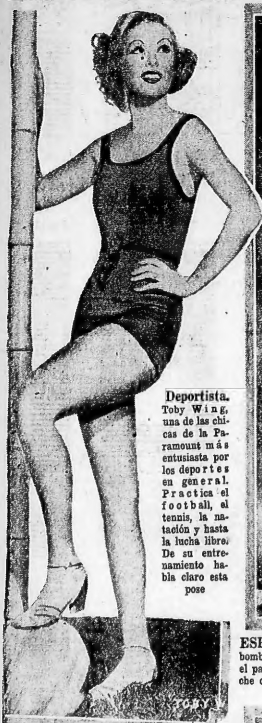 Deportista.
Toby Wing,
una de las chi-
cas de la Pa-
ramount más
entusiasta por
los deportes
en general.
Practica el
football, el
tennis, la na-
tación y hasta
la lucha libre.
De su entre-
namiento ha-
bla claro esta
pose
TOBY W
bomb
el pa
che